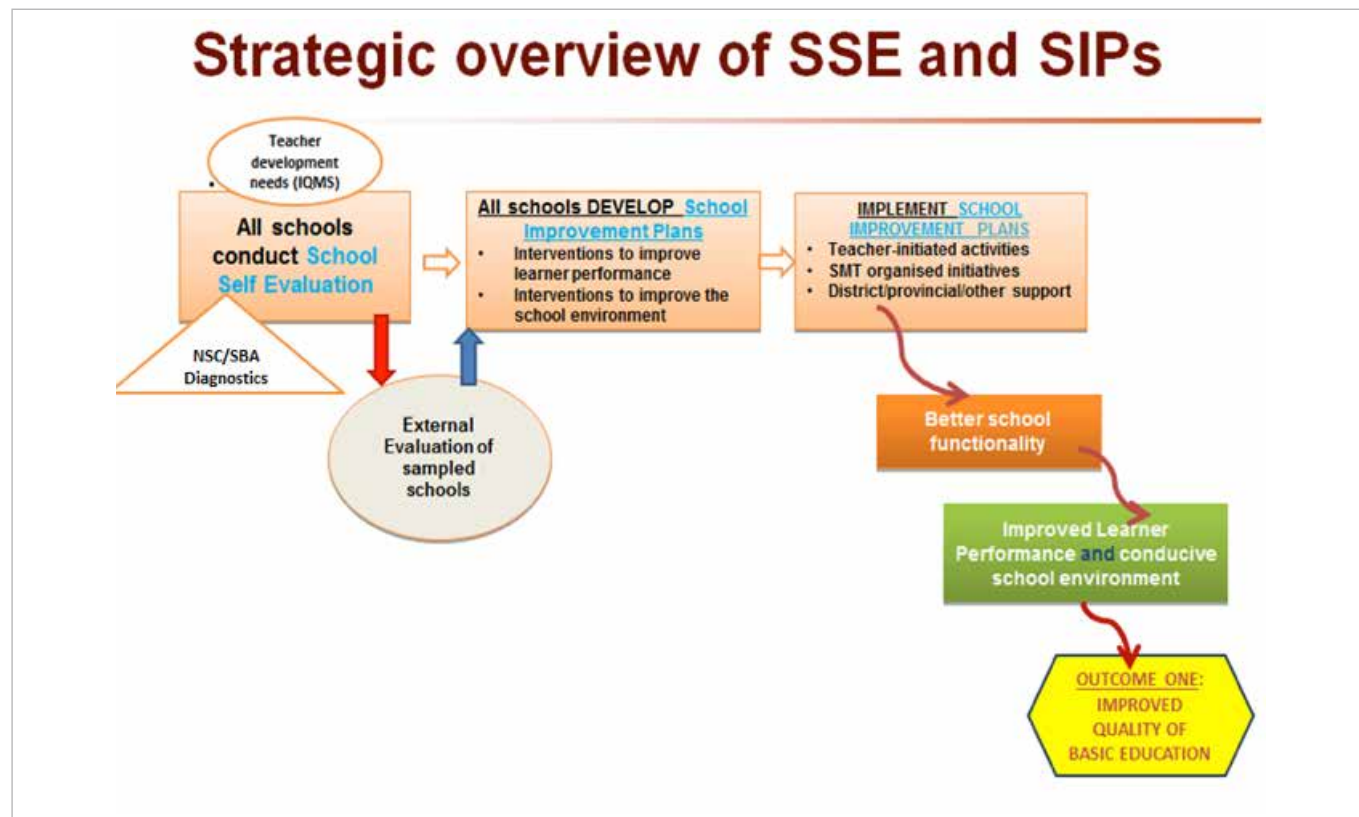 Strategic overview of SSE and SIPs
Teacher
development
needs (IQMS)
•
All schools
conduct School
Self Evaluation
NSC/SBA
Diagnostics
All schools DEVELOP School
Improvement Plans
• Interventions to improve
learner performance
• Interventions to improve the
school environment
IMPLEMENT SCHOOL
IMPROVEMENT PLANS
• Teacher-initiated activities
• SMT organised initiatives
• District/provincial/other support
External
Evaluation of
sampled
schools
Better school
functionality
Improved Learner
Performance and conducive
school environment
OUTCOME ONE:
IMPROVED
QUALITY OF
BASIC EDUCATION